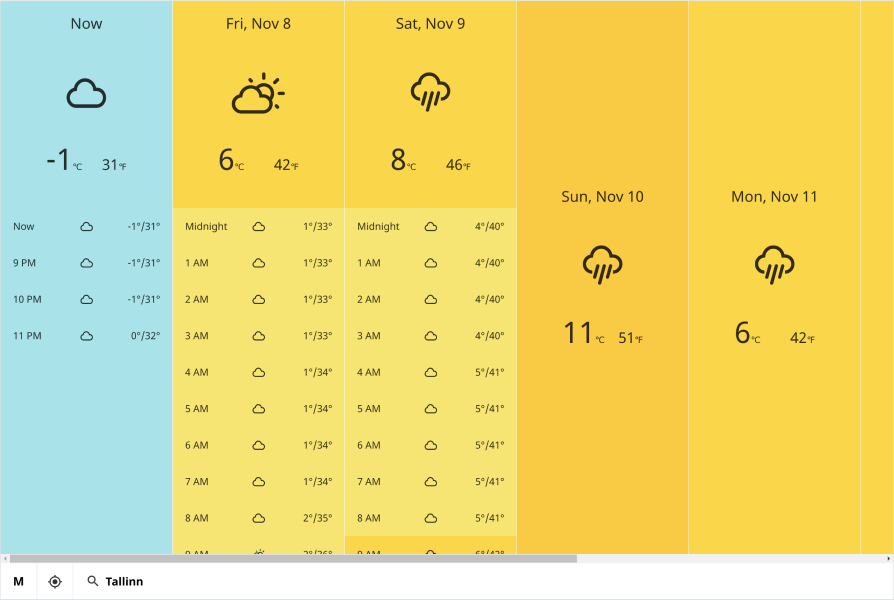 Now
-1°C 31°F
Now -1°/31°
9 PM -1°/31°
10 PM -1°/31°
11 PM 0°/32°
Fri, Nov 8
6°C 42°F
Midnight 1°/33°
1 AM 1°/33°
2 AM 1°/33°
3 AM 1°/33°
4 AM 1°/34°
5 AM 1°/34°
6 AM 1°/34°
7 AM 1°/34°
8 AM 2°/35°
Sat, Nov 9
8°C 46°F
Midnight 4°/40°
1 AM 4°/40°
2 AM 4°/40°
3 AM 4°/40°
4 AM 5°/41°
5 AM 5°/41°
6 AM 5°/41°
7 AM 5°/41°
8 AM 5°/41°
Sun, Nov 10
11°C 51°F
Mon, Nov 11
6°C 42°F
M
Tallinn